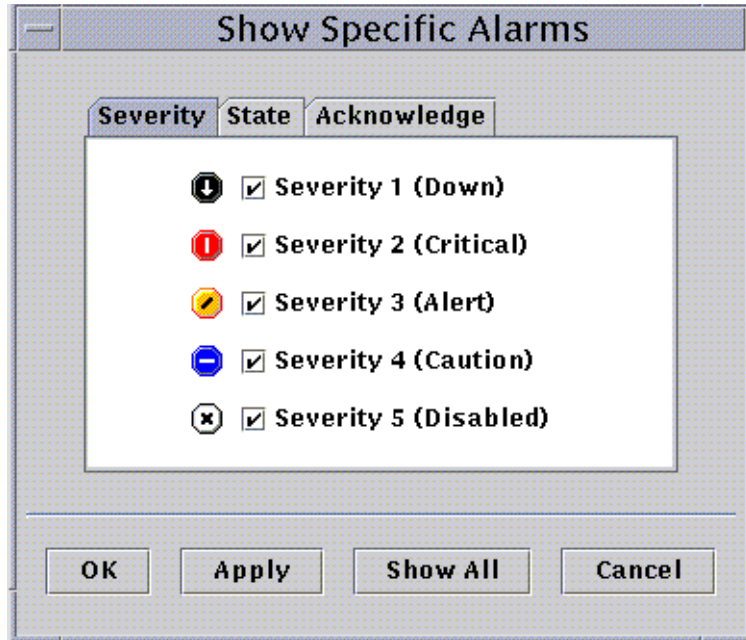 Show Specific Alarms
Severity State Acknowledge
Severity 1 (Down)
Severity 2 (Critical)
Severity 3 (Alert)
Severity 4 (Caution)
Severity 5 (Disabled)
OK Apply Show All Cancel